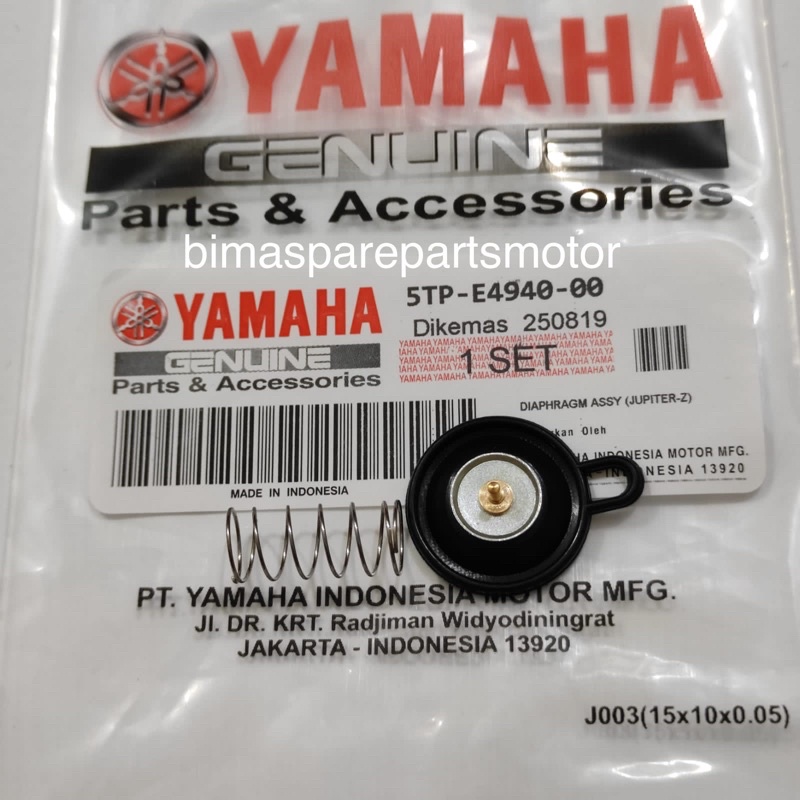 YAMAHA
GENUINE
Parts & Accessories
bimasparepartsmotor
YAMAHA
GENUINE
Parts & Accessories
5TP-E4940-00
Dikemas 250819
1 SET
DIAPHRAGM ASSY (JUPITER-Z)
Oleh
INDONESIA MOTOR MFG.
INDONESIA 13920
MADE IN INDONESIA
PT. YAMAHA INDONESIA MOTOR MFG.
Jl. DR. KRT. Radjiman Widyodiningrat
JAKARTA - INDONESIA 13920
J003(15x10x0.05)